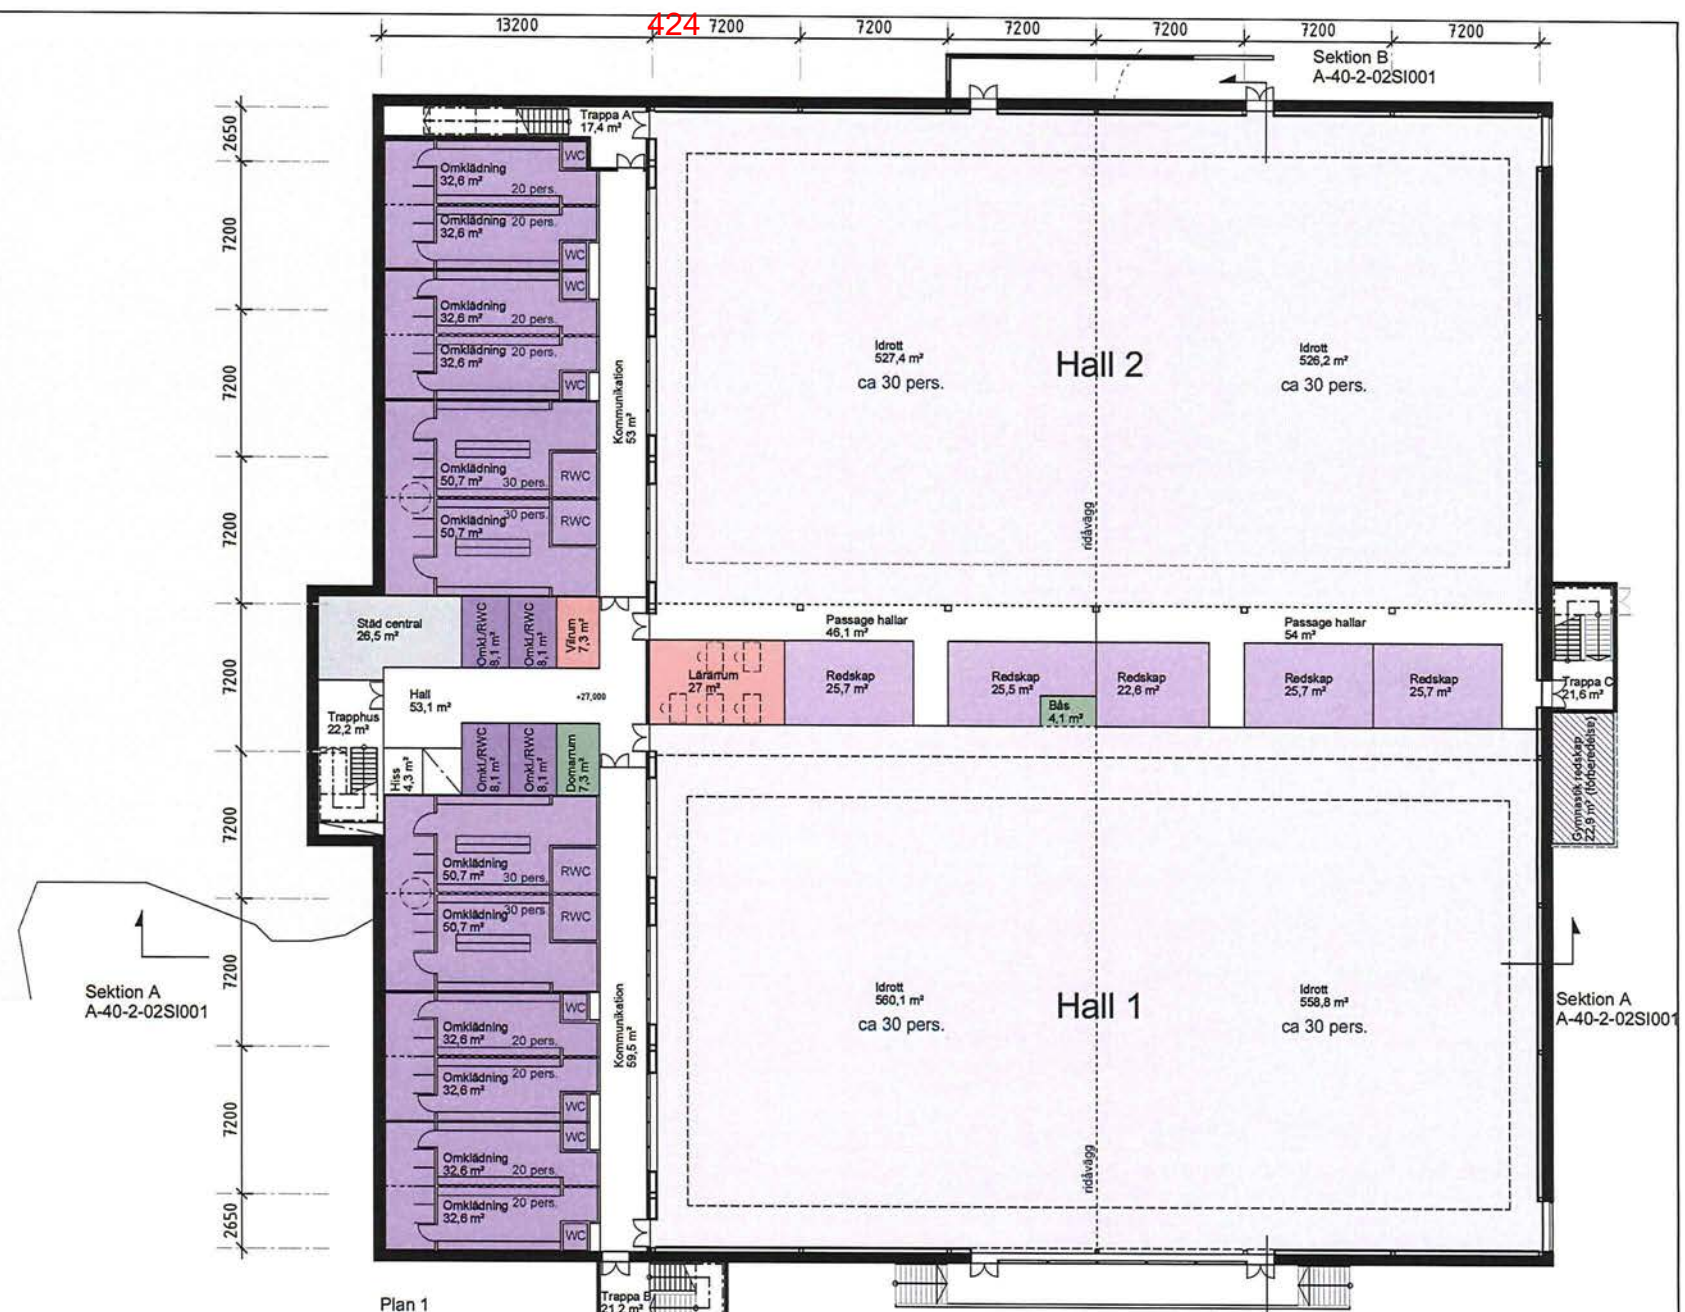 13200
424
7200
7200
7200
7200
7200
7200
Sektion B
A-40-2-02SI001
2650
7200
7200
7200
7200
7200
7200
7200
2650
Trappa A
17,4 m²
WC
Omklädning
32,6 m²
20 pers.
Omklädning
32,6 m²
20 pers.
WC
WC
Omklädning
32,6 m²
20 pers.
Omklädning
32,6 m²
20 pers.
WC
Kommunikation
53 m²
Omklädning
50,7 m²
30 pers.
RWC
Omklädning
50,7 m²
30 pers.
RWC
Idrott
527,4 m²
ca 30 pers.
Hall 2
Idrott
526,2 m²
ca 30 pers.
ridåvägg
Städ central
26,5 m²
Omkl./RWC
8,1 m²
Omkl./RWC
8,1 m²
Vilrum
7,3 m²
Passage hallar
46,1 m²
Passage hallar
54 m²
Hall
53,1 m²
+27,000
Lärarrum
27 m²
Redskap
25,7 m²
Redskap
25,5 m²
Bås
4,1 m²
Redskap
22,6 m²
Redskap
25,7 m²
Redskap
25,7 m²
Trappa C
21,6 m²
Trapphus
22,2 m²
Hiss
4,3 m²
Omkl./RWC
8,1 m²
Omkl./RWC
8,1 m²
Domarrum
7,3 m²
Gymnastik redskap
22,9 m² (förberedelse)
Omklädning
50,7 m²
30 pers.
RWC
Omklädning
50,7 m²
30 pers.
RWC
Sektion A
A-40-2-02SI001
WC
Omklädning
32,6 m²
20 pers.
Omklädning
32,6 m²
20 pers.
WC
WC
Omklädning
32,6 m²
20 pers.
Omklädning
32,6 m²
20 pers.
WC
Kommunikation
59,5 m²
Idrott
560,1 m²
ca 30 pers.
Hall 1
Idrott
558,8 m²
ca 30 pers.
ridåvägg
Sektion A
A-40-2-02SI001
Plan 1
Trappa B
21,2 m²